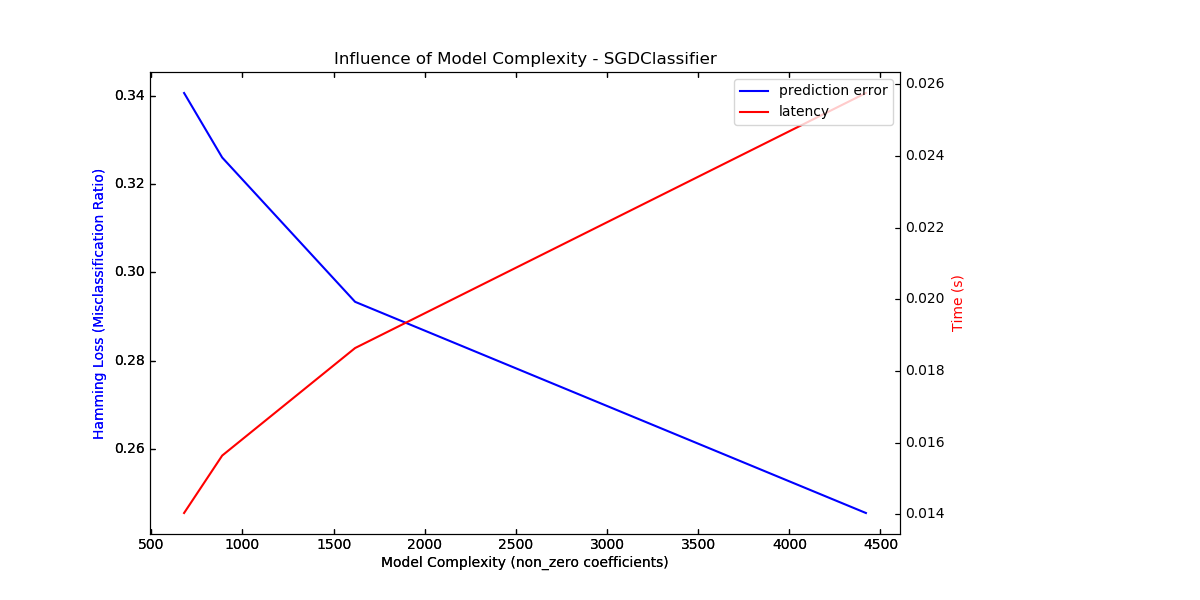 Influence of Model Complexity - SGDClassifier
prediction error
latency
0.34
0.32
0.30
0.28
0.26
Hamming Loss (Misclassification Ratio)
0.026
0.024
0.022
0.020
0.018
0.016
0.014
Time (s)
500 1000 1500 2000 2500 3000 3500 4000 4500
Model Complexity (non_zero coefficients)